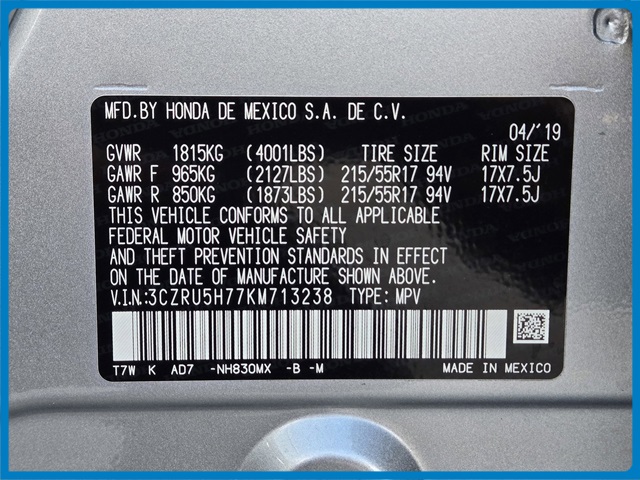 MFD.BY HONDA DE MEXICO S.A. DE C.V.
04/'19
GVWR 1815KG (4001LBS) TIRE SIZE RIM SIZE
GAWR F 965KG (2127LBS) 215/55R17 94V 17X7.5J
GAWR R 850KG (1873LBS) 215/55R17 94V 17X7.5J
THIS VEHICLE CONFORMS TO ALL APPLICABLE
FEDERAL MOTOR VEHICLE SAFETY
AND THEFT PREVENTION STANDARDS IN EFFECT
ON THE DATE OF MANUFACTURE SHOWN ABOVE.
V.I.N:3CZRU5H77KM713238 TYPE: MPV
T7W K AD7 -NH830MX -B -M MADE IN MEXICO